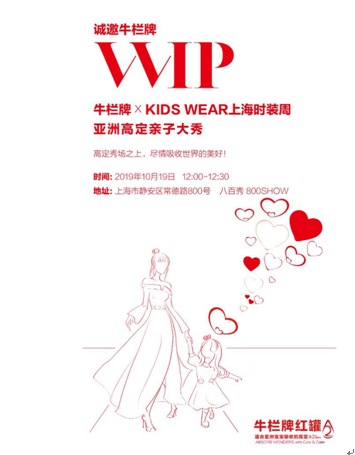 诚邀牛栏牌
VVIP
牛栏牌 X KIDS WEAR上海时装周
亚洲高定亲子大秀
高定秀场之上，尽情吸收世界的美好！
时间: 2019年10月19日 12:00-12:30
地址: 上海市静安区常德路800号 八百秀 800SHOW
牛栏牌红罐A